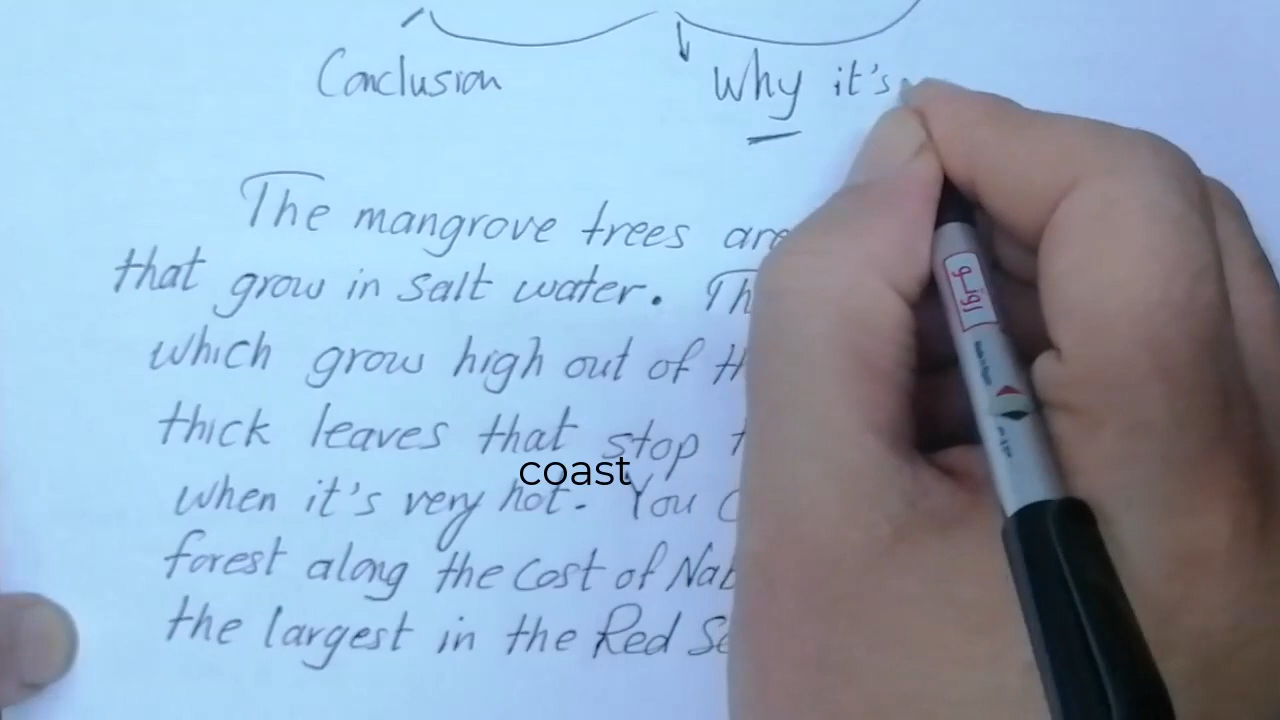 Conclusion
Why it's
The mangrove trees are
that grow in salt water. Th
which grow high out of th
thick leaves that stop t
coast
when it's very hot. You c
forest along the cost of Nab
the largest in the Red Se
روتو